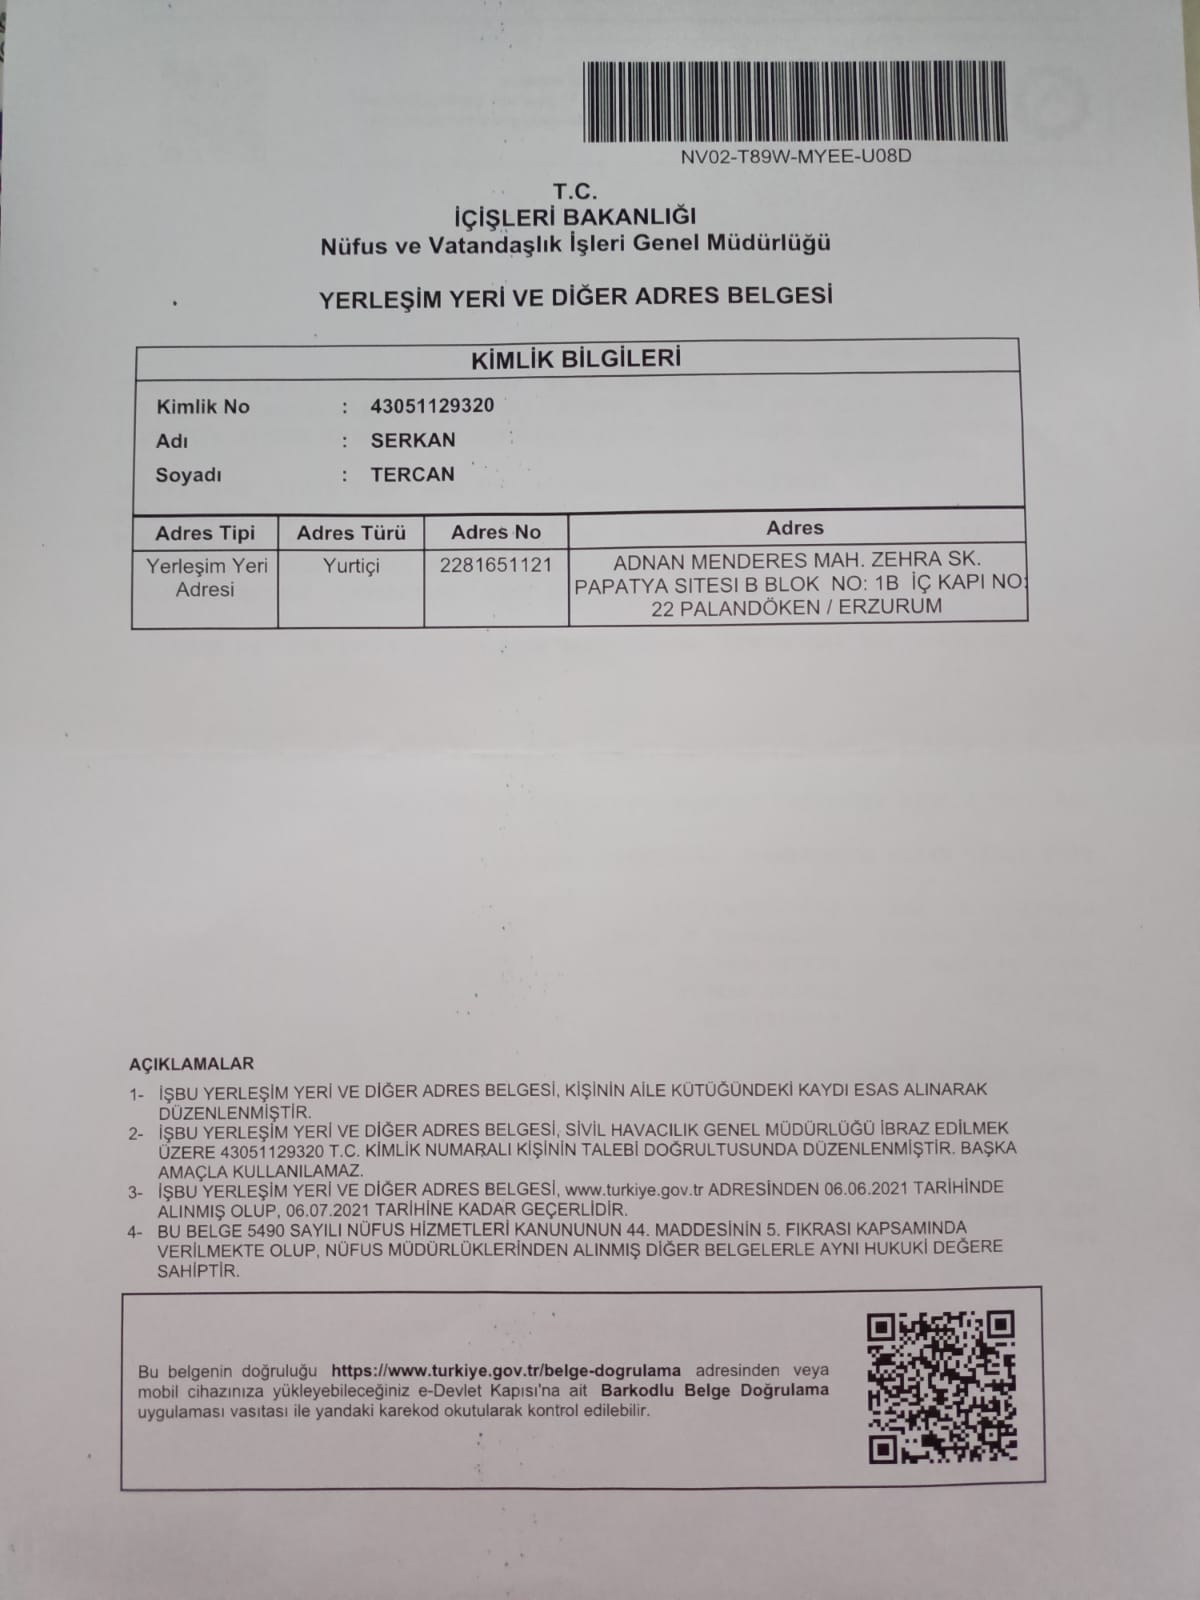 NV02-T89W-MYEE-U08D
T.C.
İÇİŞLERİ BAKANLIĞI
Nüfus ve Vatandaşlık İşleri Genel Müdürlüğü
YERLEŞİM YERİ VE DİĞER ADRES BELGESİ
KİMLİK BİLGİLERİ
Kimlik No : 43051129320
Adı : SERKAN
Soyadı : TERCAN
Adres Tipi Adres Türü Adres No Adres
Yerleşim Yeri Adresi Yurtiçi 2281651121 ADNAN MENDERES MAH. ZEHRA SK.
PAPATYA SITESI B BLOK NO: 1B İÇ KAPI NO:
22 PALANDÖKEN / ERZURUM
AÇIKLAMALAR
1- İŞBU YERLEŞİM YERİ VE DİĞER ADRES BELGESİ, KİŞİNİN AİLE KÜTÜĞÜNDEKİ KAYDI ESAS ALINARAK
DÜZENLENMİŞTİR.
2- İŞBU YERLEŞİM YERİ VE DİĞER ADRES BELGESİ, SİVİL HAVACILIK GENEL MÜDÜRLÜĞÜ İBRAZ EDİLMEK
ÜZERE 43051129320 T.C. KİMLİK NUMARALI KİŞİNİN TALEBİ DOĞRULTUSUNDA DÜZENLENMİŞTİR. BAŞKA
AMAÇLA KULLANILAMAZ.
3- İŞBU YERLEŞİM YERİ VE DİĞER ADRES BELGESİ, www.turkiye.gov.tr ADRESİNDEN 06.06.2021 TARİHİNDE
ALINMIŞ OLUP, 06.07.2021 TARİHİNE KADAR GEÇERLİDİR.
4- BU BELGE 5490 SAYILI NÜFUS HİZMETLERİ KANUNUNUN 44. MADDESİNİN 5. FIKRASI KAPSAMINDA
VERİLMEKTE OLUP, NÜFUS MÜDÜRLÜKLERİNDEN ALINMIŞ DİĞER BELGELERLE AYNI HUKUKİ DEĞERE
SAHİPTİR.
Bu belgenin doğruluğu https://www.turkiye.gov.tr/belge-dogrulama adresinden veya
mobil cihazınıza yükleyebileceğiniz e-Devlet Kapısı'na ait Barkodlu Belge Doğrulama
uygulaması vasıtası ile yandaki karekod okutularak kontrol edilebilir.